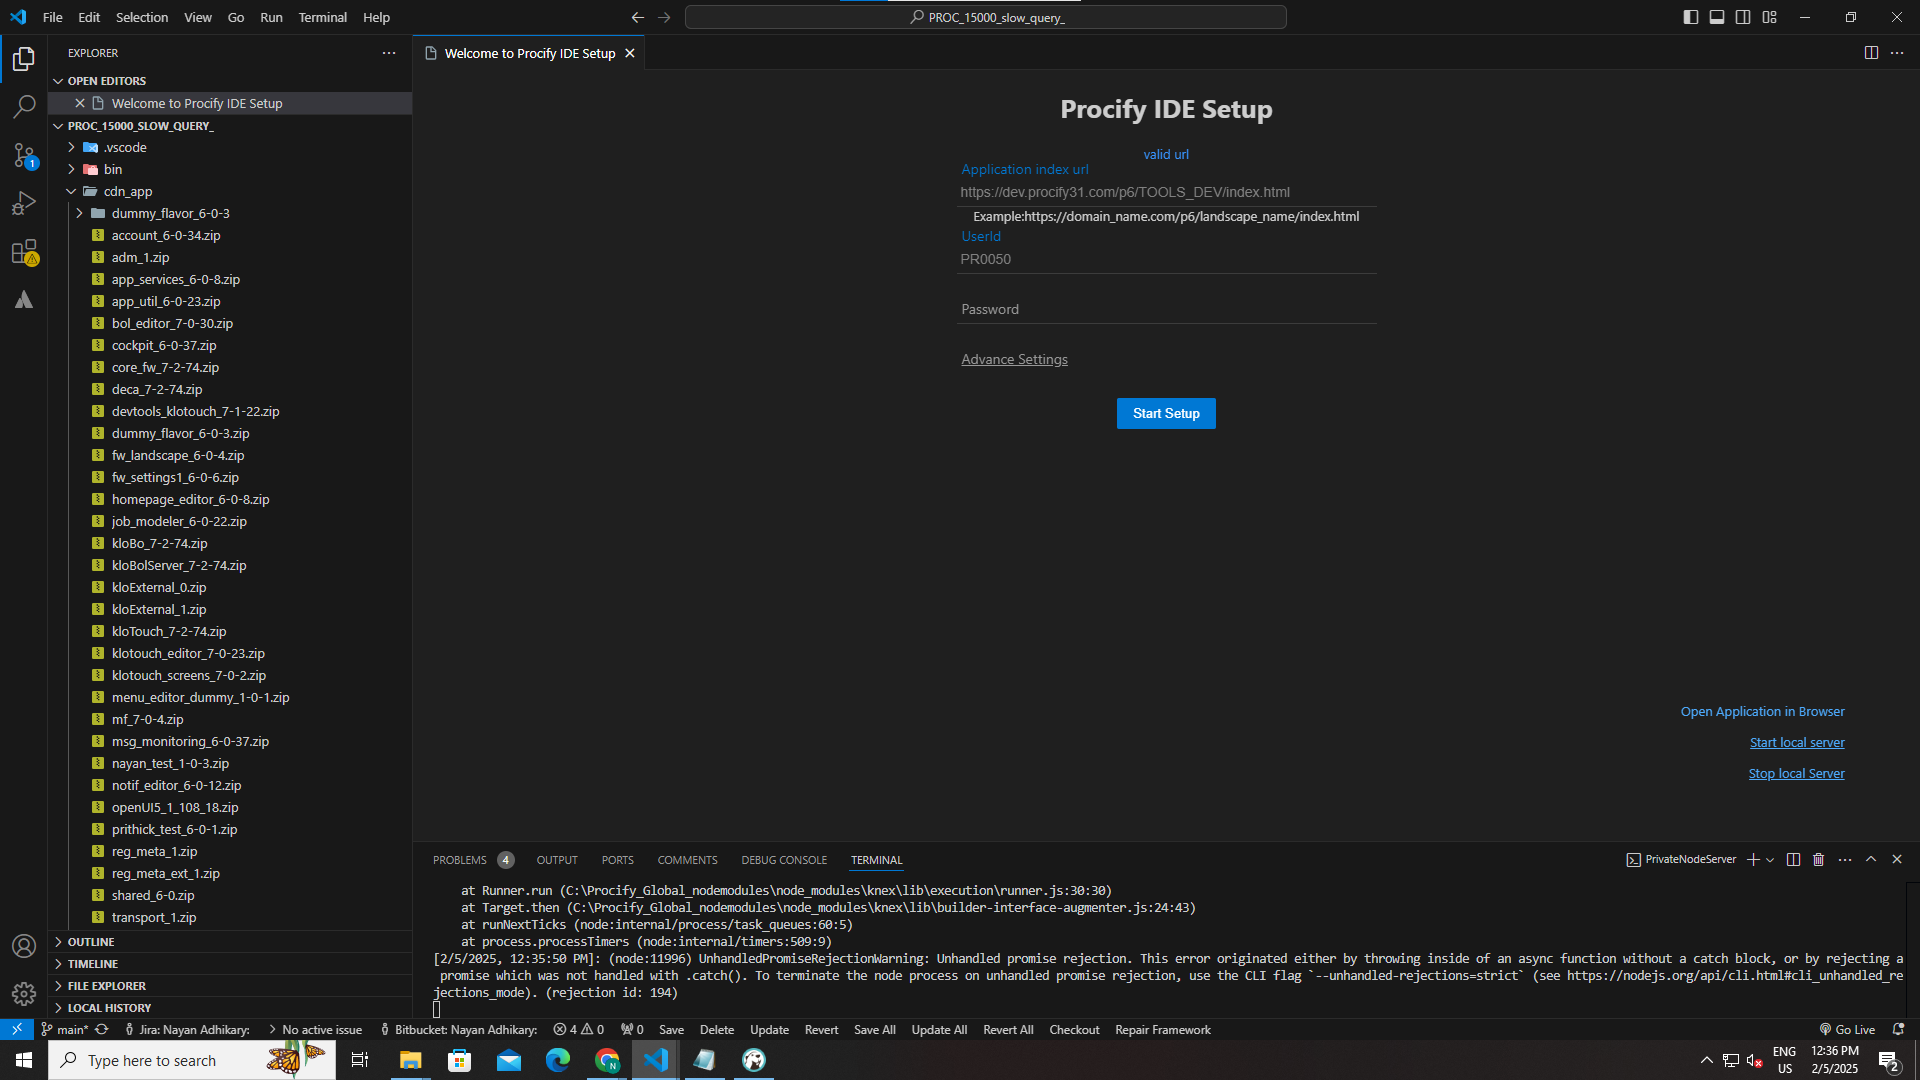 File Edit Selection View Go Run Terminal Help
PROC_15000_slow_query_
EXPLORER
OPEN EDITORS
Welcome to Procify IDE Setup
PROC_15000_SLOW_QUERY_
.vscode
bin
cdn_app
dummy_flavor_6-0-3
account_6-0-34.zip
adm_1.zip
app_services_6-0-8.zip
app_util_6-0-23.zip
bol_editor_7-0-30.zip
cockpit_6-0-37.zip
core_fw_7-2-74.zip
deca_7-2-74.zip
devtools_klotouch_7-1-22.zip
dummy_flavor_6-0-3.zip
fw_landscape_6-0-4.zip
fw_settings1_6-0-6.zip
homepage_editor_6-0-8.zip
job_modeler_6-0-22.zip
kloBo_7-2-74.zip
kloBolServer_7-2-74.zip
kloExternal_0.zip
kloExternal_1.zip
kloTouch_7-2-74.zip
klotouch_editor_7-0-23.zip
klotouch_screens_7-0-2.zip
menu_editor_dummy_1-0-1.zip
mf_7-0-4.zip
msg_monitoring_6-0-37.zip
nayan_test_1-0-3.zip
notif_editor_6-0-12.zip
openUI5_1_108_18.zip
prithick_test_6-0-1.zip
reg_meta_1.zip
reg_meta_ext_1.zip
shared_6-0.zip
transport_1.zip
OUTLINE
TIMELINE
FILE EXPLORER
LOCAL HISTORY
1
Welcome to Procify IDE Setup
Procify IDE Setup
valid url
Application index url
https://dev.procify31.com/p6/TOOLS_DEV/index.html
Example:https://domain_name.com/p6/landscape_name/index.html
UserId
PR0050
Password
Advance Settings
Start Setup
Open Application in Browser
Start local server
Stop local Server
PROBLEMS 4 OUTPUT PORTS COMMENTS DEBUG CONSOLE TERMINAL
PrivateNodeServer
at Runner.run (C:\Procify_Global_nodemodules\node_modules\knex\lib\execution\runner.js:30:30)
at Target.then (C:\Procify_Global_nodemodules\node_modules\knex\lib\builder-interface-augmenter.js:24:43)
at runNextTicks (node:internal/process/task_queues:60:5)
at process.processTimers (node:internal/timers:509:9)
[2/5/2025, 12:35:50 PM]: (node:11996) UnhandledPromiseRejectionWarning: Unhandled promise rejection. This error originated either by throwing inside of an async function without a catch block, or by rejecting a
promise which was not handled with .catch(). To terminate the node process on unhandled promise rejection, use the CLI flag `--unhandled-rejections=strict` (see https://nodejs.org/api/cli.html#cli_unhandled_re
jections_mode). (rejection id: 194)
main* Jira: Nayan Adhikary: No active issue Bitbucket: Nayan Adhikary: 4 0 0 Save Delete Update Revert Save All Update All Revert All Checkout Repair Framework Go Live
Type here to search
N
ENG
US
12:36 PM
2/5/2025
2